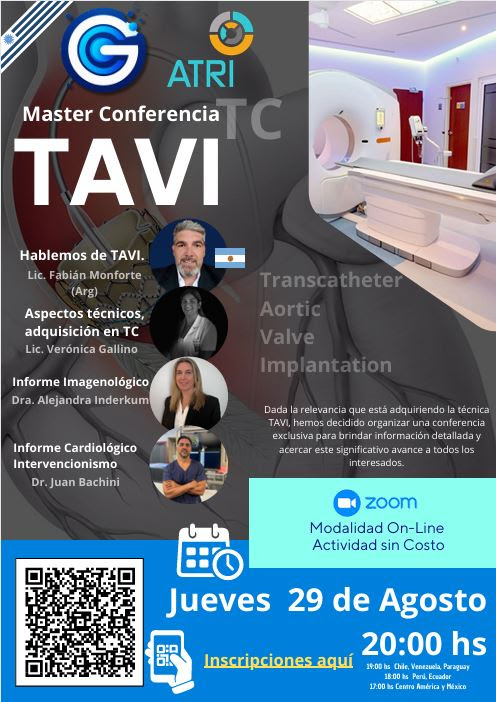 G
ATRI
Master Conferencia
TC
TAVI
Hablemos de TAVI.
Lic. Fabián Monforte
(Arg)
Aspectos técnicos,
adquisición en TC
Lic. Verónica Gallino
Informe Imagenológico
Dra. Alejandra Inderkum
Informe Cardiológico
Intervencionismo
Dr. Juan Bachini
Transcatheter
Aortic
Valve
Implantation
Dada la relevancia que está adquiriendo la técnica
TAVI, hemos decidido organizar una conferencia
exclusiva para brindar información detallada y
acercar este significativo avance a todos los
interesados.
zoom
Modalidad On-Line
Actividad sin Costo
Jueves 29 de Agosto
20:00 hs
Inscripciones aquí
19:00 hs Chile, Venezuela, Paraguay
18:00 hs Perú, Ecuador
17:00 hs Centro América y México